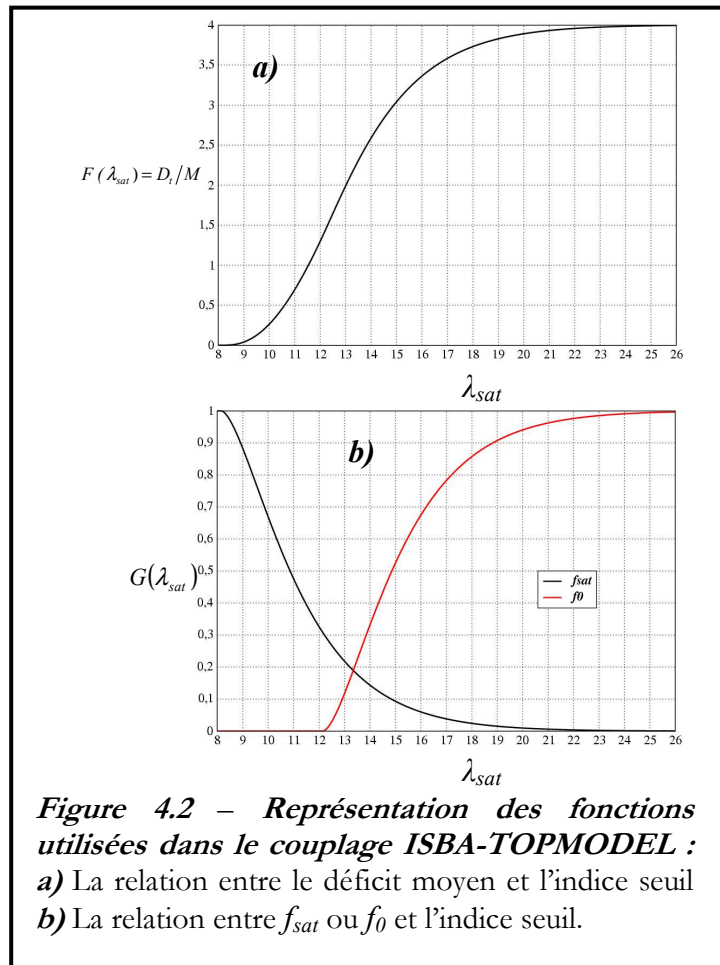 4
3,5
a)
3
2,5
F (λsat) = Dt/M
2
1,5
1
0,5
0
8 9 10 11 12 13 14 15 16 17 18 19 20 21 22 23 24 25 26
λsat
1
0,9
b)
0,8
0,7
0,6
G(λsat) 0,5
fsat
f0
0,4
0,3
0,2
0,1
0
8 9 10 11 12 13 14 15 16 17 18 19 20 21 22 23 24 25 26
λsat
Figure 4.2 – Représentation des fonctions
utilisées dans le couplage ISBA-TOPMODEL :
a) La relation entre le déficit moyen et l’indice seuil
b) La relation entre fsat ou f0 et l’indice seuil.